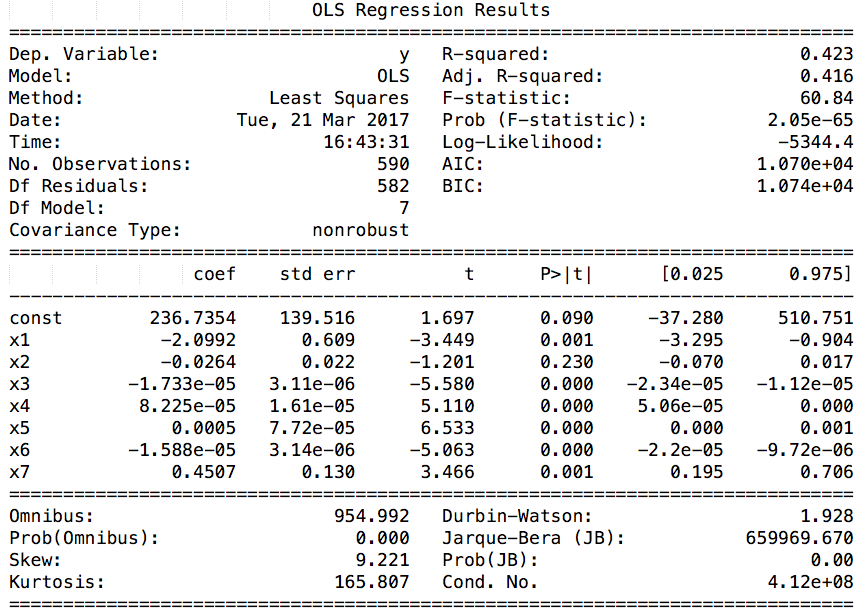 OLS Regression Results
==============================================================================
Dep. Variable:                      y   R-squared:                       0.423
Model:                            OLS   Adj. R-squared:                  0.416
Method:                 Least Squares   F-statistic:                     60.84
Date:                Tue, 21 Mar 2017   Prob (F-statistic):           2.05e-65
Time:                        16:43:31   Log-Likelihood:                -5344.4
No. Observations:                 590   AIC:                         1.070e+04
Df Residuals:                     582   BIC:                         1.074e+04
Df Model:                           7
Covariance Type:            nonrobust
==============================================================================
                 coef    std err          t      P>|t|      [0.025      0.975]
------------------------------------------------------------------------------
const        236.7354    139.516      1.697      0.090     -37.280     510.751
x1            -2.0992      0.609     -3.449      0.001      -3.295      -0.904
x2            -0.0264      0.022     -1.201      0.230      -0.070       0.017
x3         -1.733e-05   3.11e-06     -5.580      0.000   -2.34e-05   -1.12e-05
x4          8.225e-05   1.61e-05      5.110      0.000    5.06e-05       0.000
x5             0.0005   7.72e-05      6.533      0.000       0.000       0.001
x6         -1.588e-05   3.14e-06     -5.063      0.000    -2.2e-05   -9.72e-06
x7             0.4507      0.130      3.466      0.001       0.195       0.706
==============================================================================
Omnibus:                      954.992   Durbin-Watson:                   1.928
Prob(Omnibus):                  0.000   Jarque-Bera (JB):           659969.670
Skew:                           9.221   Prob(JB):                         0.00
Kurtosis:                     165.807   Cond. No.                     4.12e+08
==============================================================================